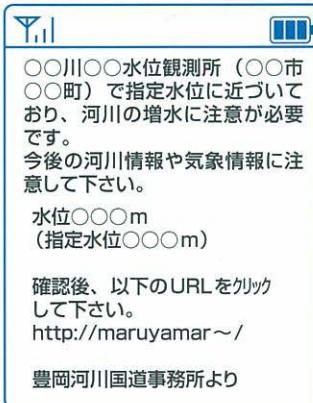 ○○川○○水位観測所（○○市
○○町）で指定水位に近づいて
おり、河川の増水に注意が必要
です。
今後の河川情報や気象情報に注
意して下さい。
水位○○○m
（指定水位○○○m）
確認後、以下のURLをクリック
して下さい。
http://maruyamar～/
豊岡河川国道事務所より